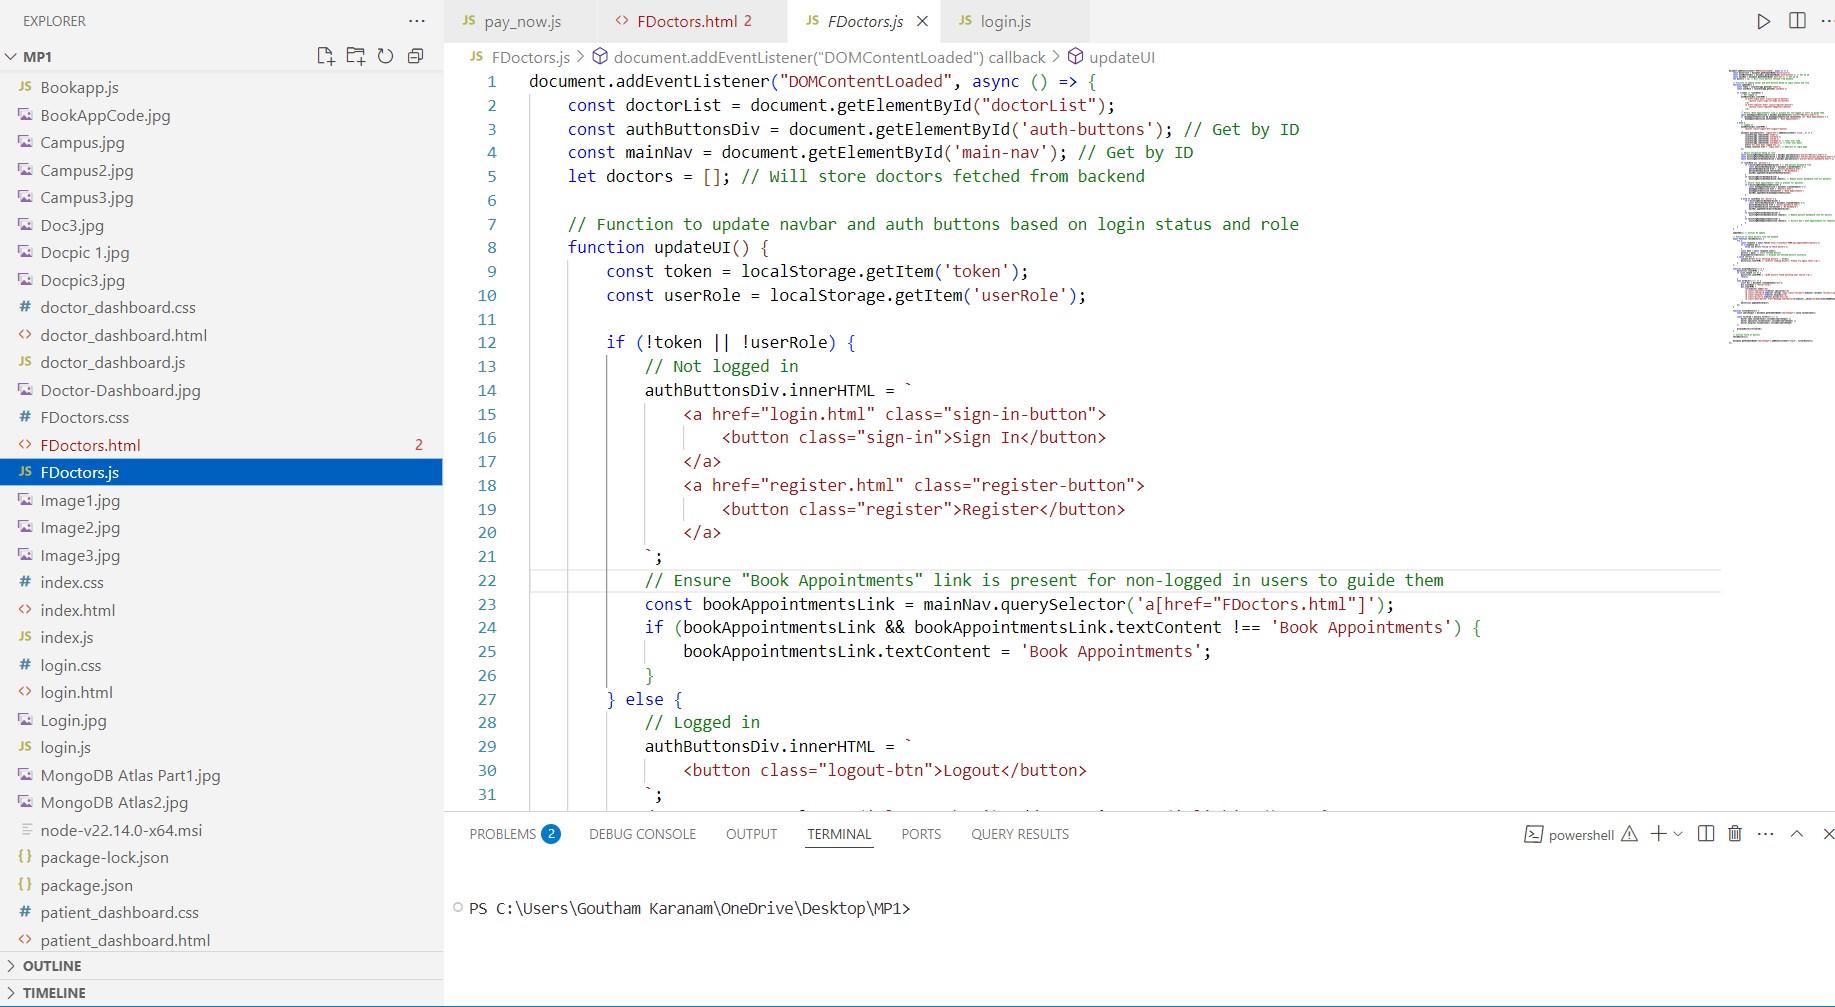 EXPLORER
MP1
JS Bookapp.js
BookAppCode.jpg
Campus.jpg
Campus2.jpg
Campus3.jpg
Doc3.jpg
Docpic 1.jpg
Docpic3.jpg
# doctor_dashboard.css
<> doctor_dashboard.html
JS doctor_dashboard.js
Doctor-Dashboard.jpg
# FDoctors.css
<> FDoctors.html 2
JS FDoctors.js
Image1.jpg
Image2.jpg
Image3.jpg
# index.css
<> index.html
JS index.js
# login.css
<> login.html
Login.jpg
JS login.js
MongoDB Atlas Part1.jpg
MongoDB Atlas2.jpg
node-v22.14.0-x64.msi
{} package-lock.json
{} package.json
# patient_dashboard.css
<> patient_dashboard.html
OUTLINE
TIMELINE
JS pay_now.js
<> FDoctors.html 2
JS FDoctors.js
JS login.js
JS FDoctors.js > document.addEventListener("DOMContentLoaded") callback > updateUI
1 document.addEventListener("DOMContentLoaded", async () => {
2 const doctorList = document.getElementById("doctorList");
3 const authButtonsDiv = document.getElementById('auth-buttons'); // Get by ID
4 const mainNav = document.getElementById('main-nav'); // Get by ID
5 let doctors = []; // Will store doctors fetched from backend
6
7 // Function to update navbar and auth buttons based on login status and role
8 function updateUI() {
9 const token = localStorage.getItem('token');
10 const userRole = localStorage.getItem('userRole');
11
12 if (!token || !userRole) {
13 // Not logged in
14 authButtonsDiv.innerHTML = `
15 <a href="login.html" class="sign-in-button">
16 <button class="sign-in">Sign In</button>
17 </a>
18 <a href="register.html" class="register-button">
19 <button class="register">Register</button>
20 </a>
21 `;
22 // Ensure "Book Appointments" link is present for non-logged in users to guide them
23 const bookAppointmentsLink = mainNav.querySelector('a[href="FDoctors.html"]');
24 if (bookAppointmentsLink && bookAppointmentsLink.textContent !== 'Book Appointments') {
25 bookAppointmentsLink.textContent = 'Book Appointments';
26 }
27 } else {
28 // Logged in
29 authButtonsDiv.innerHTML = `
30 <button class="logout-btn">Logout</button>
31 `;
PROBLEMS 2 DEBUG CONSOLE OUTPUT TERMINAL PORTS QUERY RESULTS
powershell
PS C:\Users\Goutham Karanam\OneDrive\Desktop\MP1>